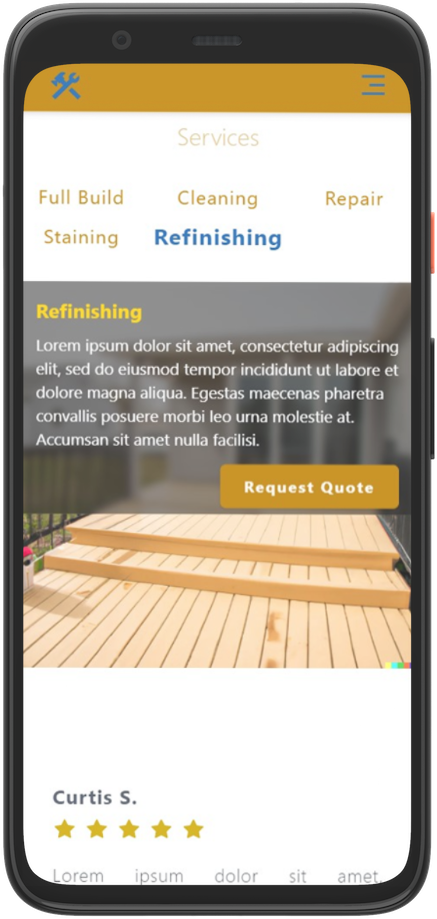 Services
Full Build Cleaning Repair
Staining Refinishing
Refinishing
Lorem ipsum dolor sit amet, consectetur adipiscing
elit, sed do eiusmod tempor incididunt ut labore et
dolore magna aliqua. Egestas maecenas pharetra
convallis posuere morbi leo urna molestie at.
Accumsan sit amet nulla facilisi.
Request Quote
Curtis S.
Lorem ipsum dolor sit amet,